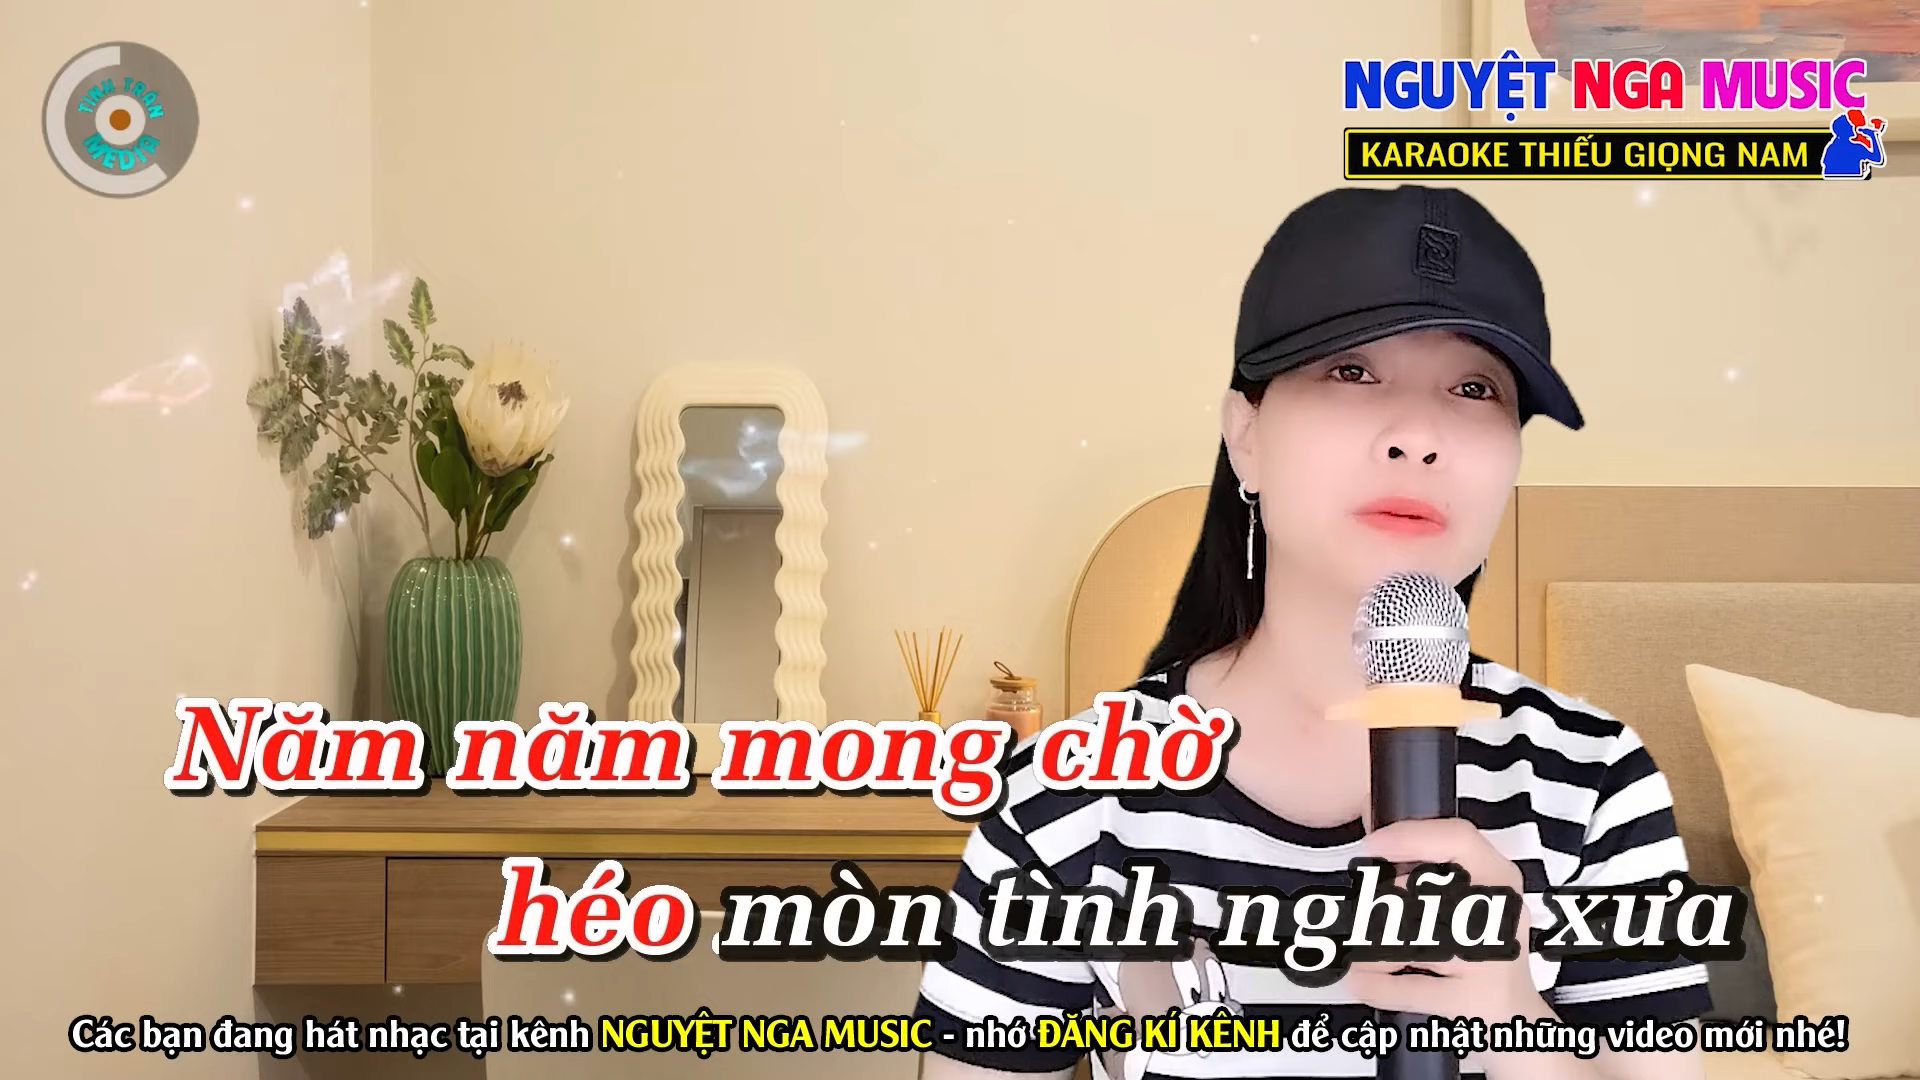 TÌNH TRẦN
MEDIA
NGUYỆT NGA MUSIC
KARAOKE THIẾU GIỌNG NAM
Năm năm mong chờ
héo mòn tình nghĩa xưa
Các bạn đang hát nhạc tại kênh NGUYỆT NGA MUSIC - nhớ ĐĂNG KÍ KÊNH để cập nhật những video mới nhé!